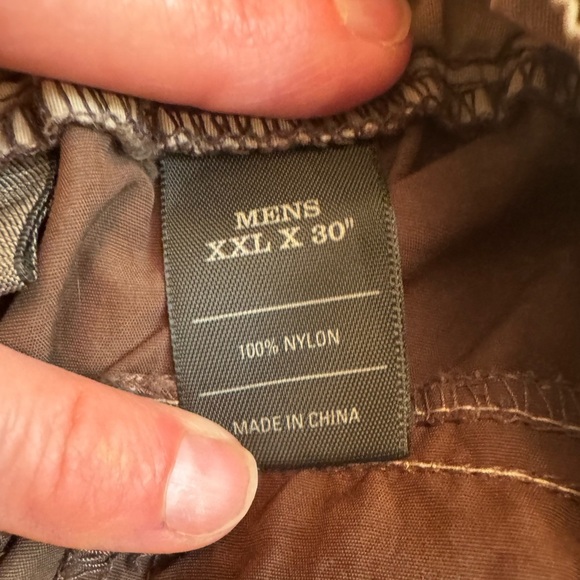 MENS
XXL X 30"
100% NYLON
MADE IN CHINA